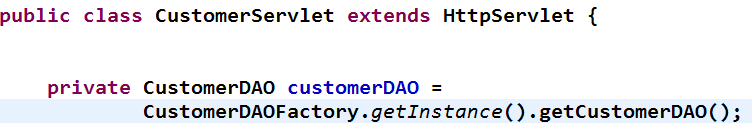 public class CustomerServlet extends HttpServlet {
private CustomerDAO customerDAO =
CustomerDAOFactory.getInstance().getCustomerDAO();